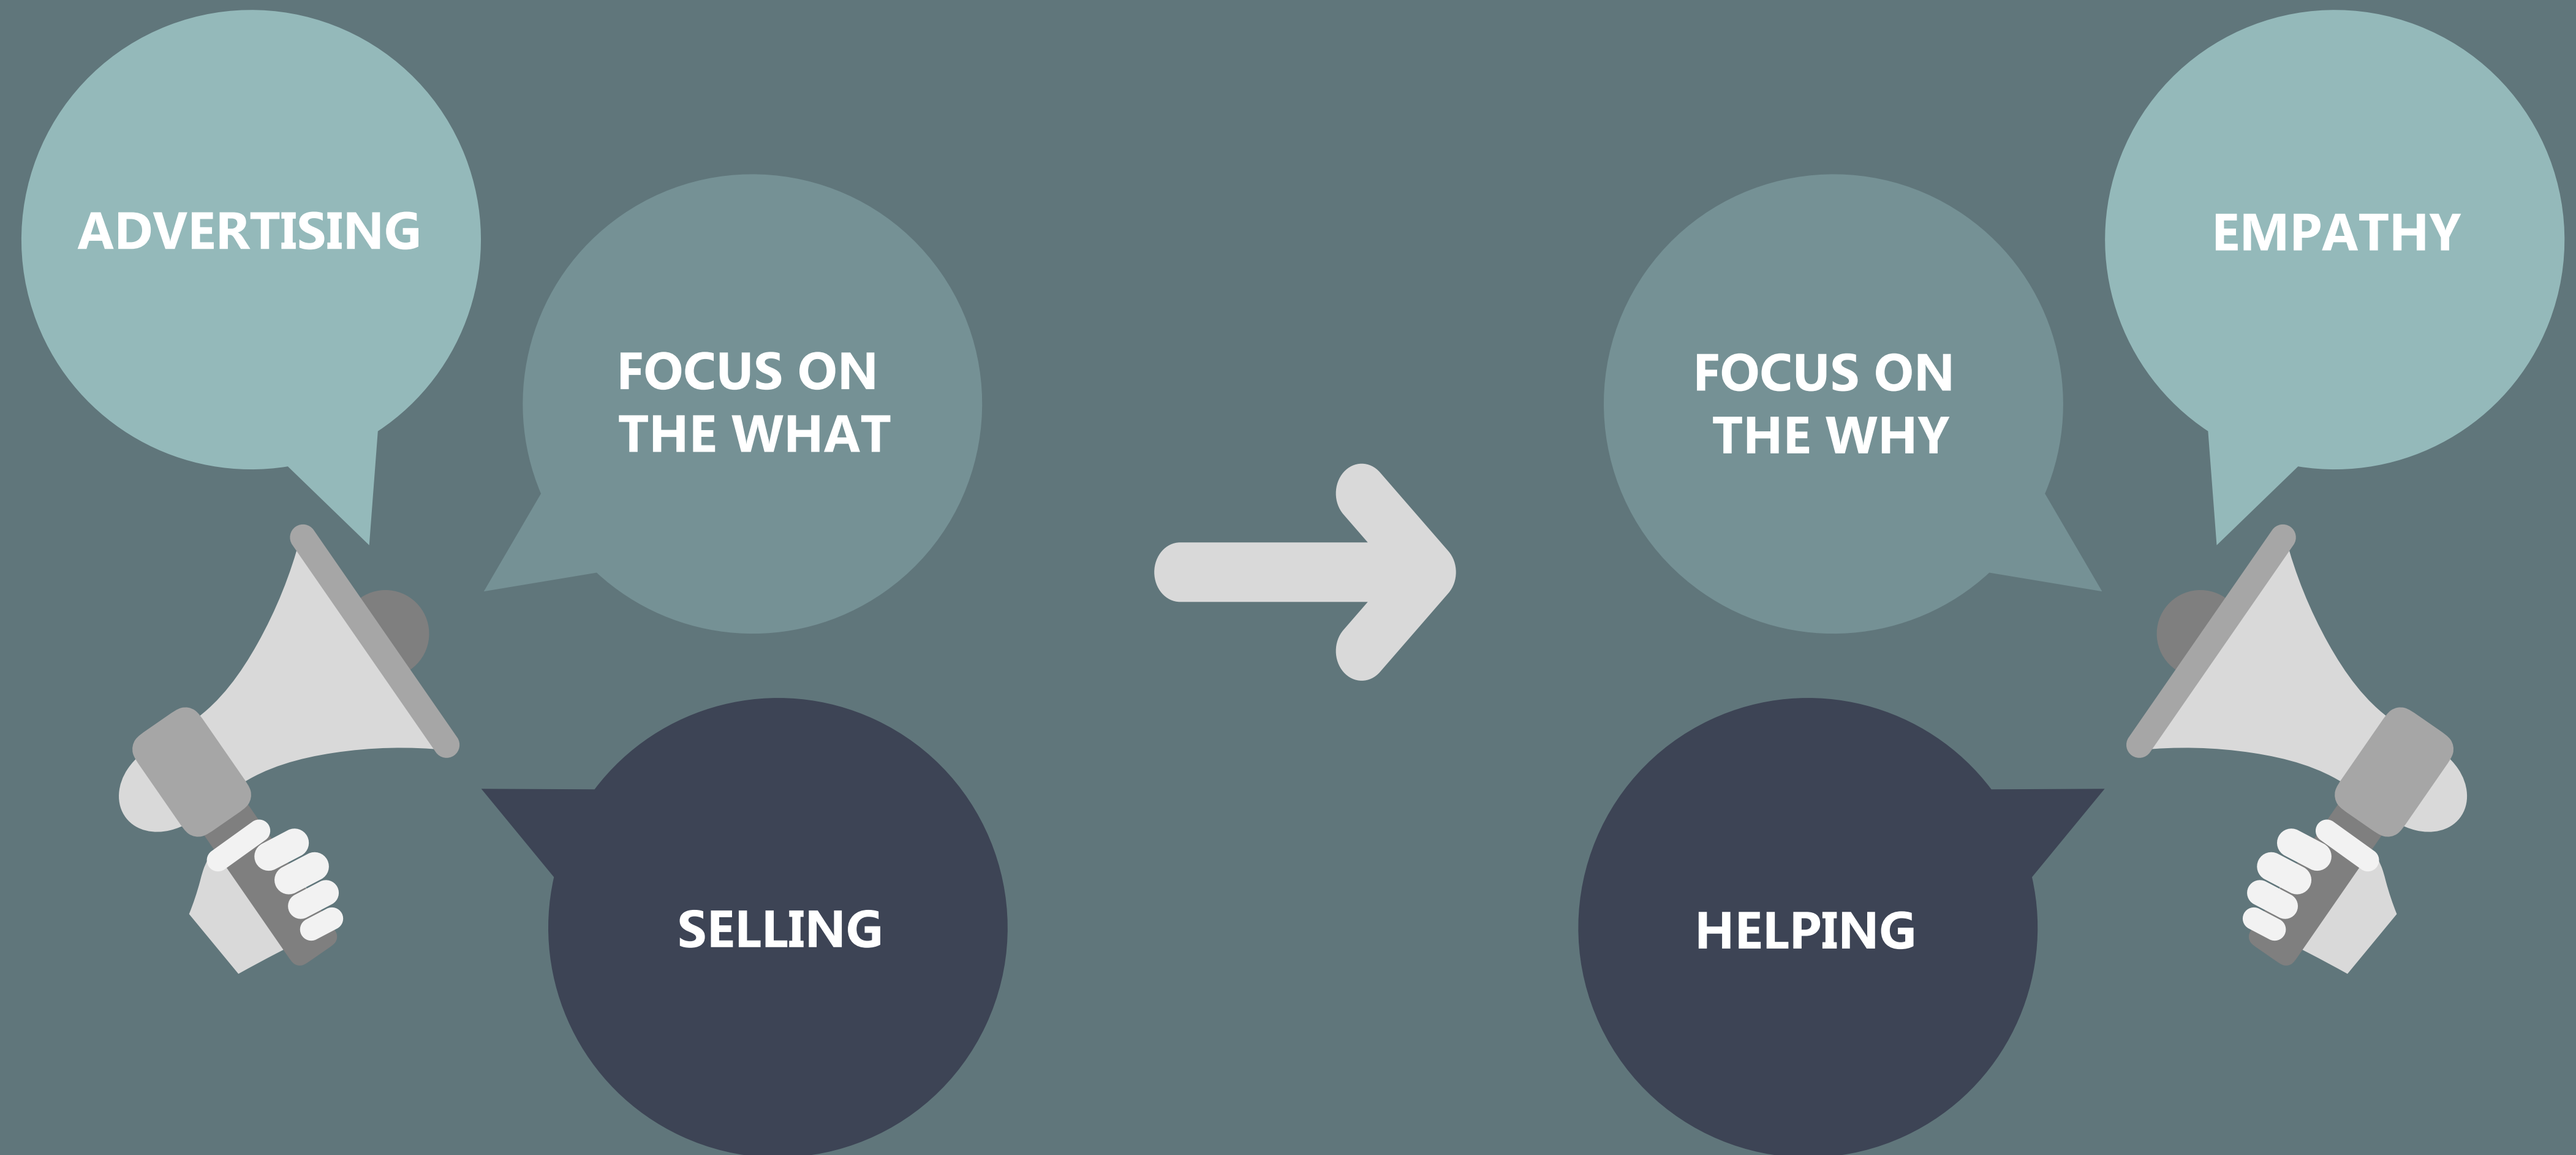 ADVERTISING
FOCUS ON
THE WHAT
SELLING
FOCUS ON
THE WHY
EMPATHY
HELPING